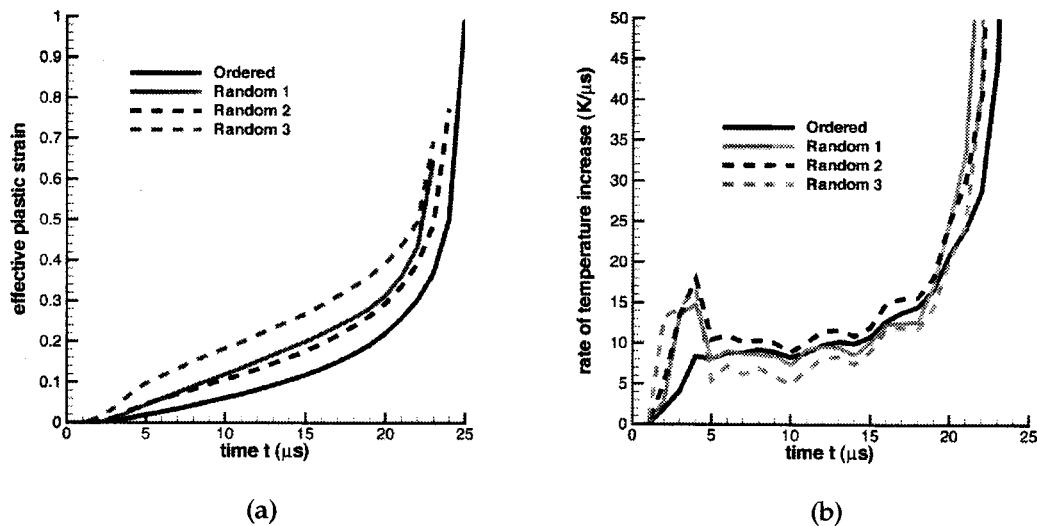 effective plastic strain
1
0.9
0.8
0.7
0.6
0.5
0.4
0.3
0.2
0.1
0
Ordered
Random 1
Random 2
Random 3
0 5 10 15 20 25
time t (μs)
(a)
rate of temperature increase (K/μs)
50
45
40
35
30
25
20
15
10
5
0
Ordered
Random 1
Random 2
Random 3
0 5 10 15 20 25
time t (μs)
(b)